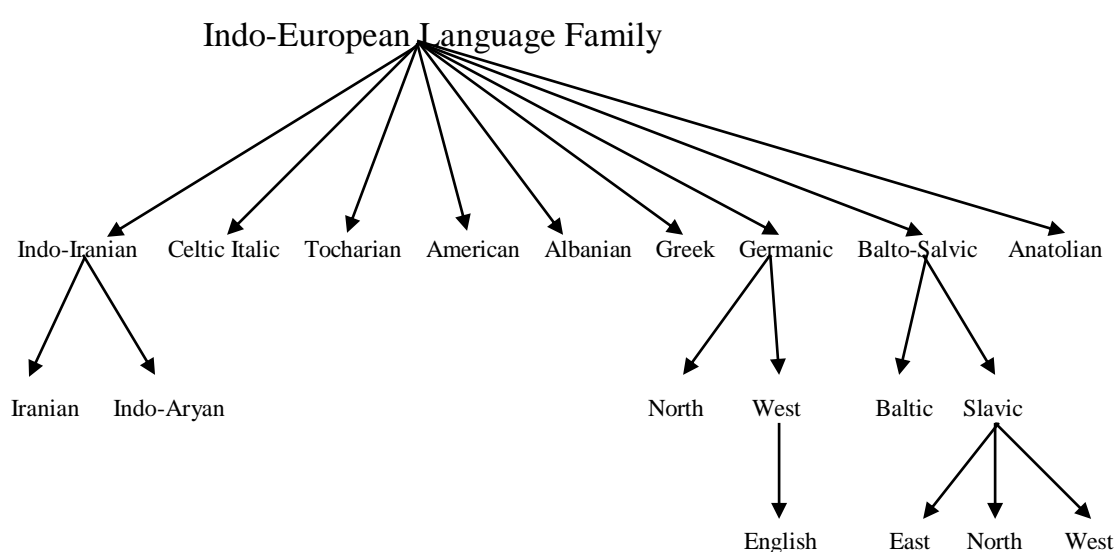 Indo-European Language Family
Indo-Iranian Celtic Italic Tocharian American Albanian Greek Germanic Balto-Salvic Anatolian
Iranian Indo-Aryan North West Baltic Slavic
English East North West